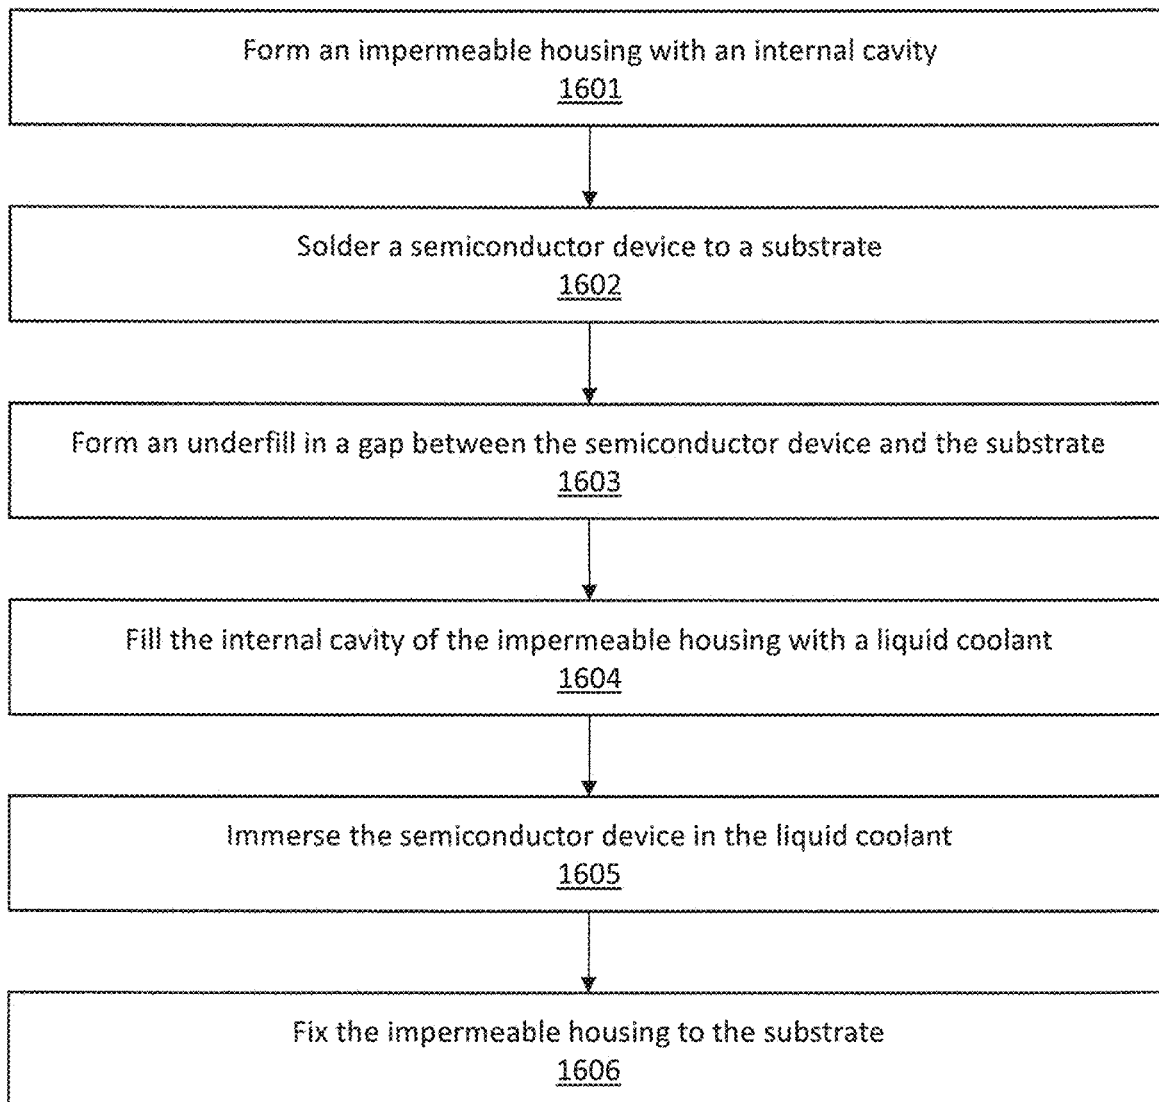 Form an impermeable housing with an internal cavity
1601
Solder a semiconductor device to a substrate
1602
Form an underfill in a gap between the semiconductor device and the substrate
1603
Fill the internal cavity of the impermeable housing with a liquid coolant
1604
Immerse the semiconductor device in the liquid coolant
1605
Fix the impermeable housing to the substrate
1606